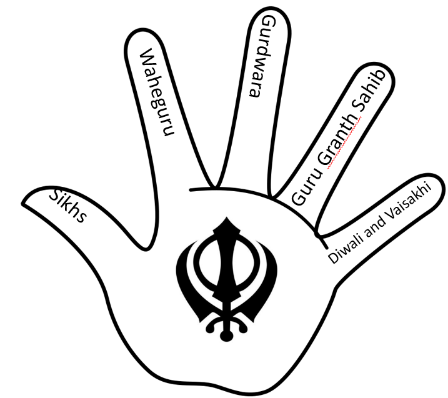 Sikhs
Waheguru
Gurdwara
Guru Granth Sahib
Diwali and Vaisakhi